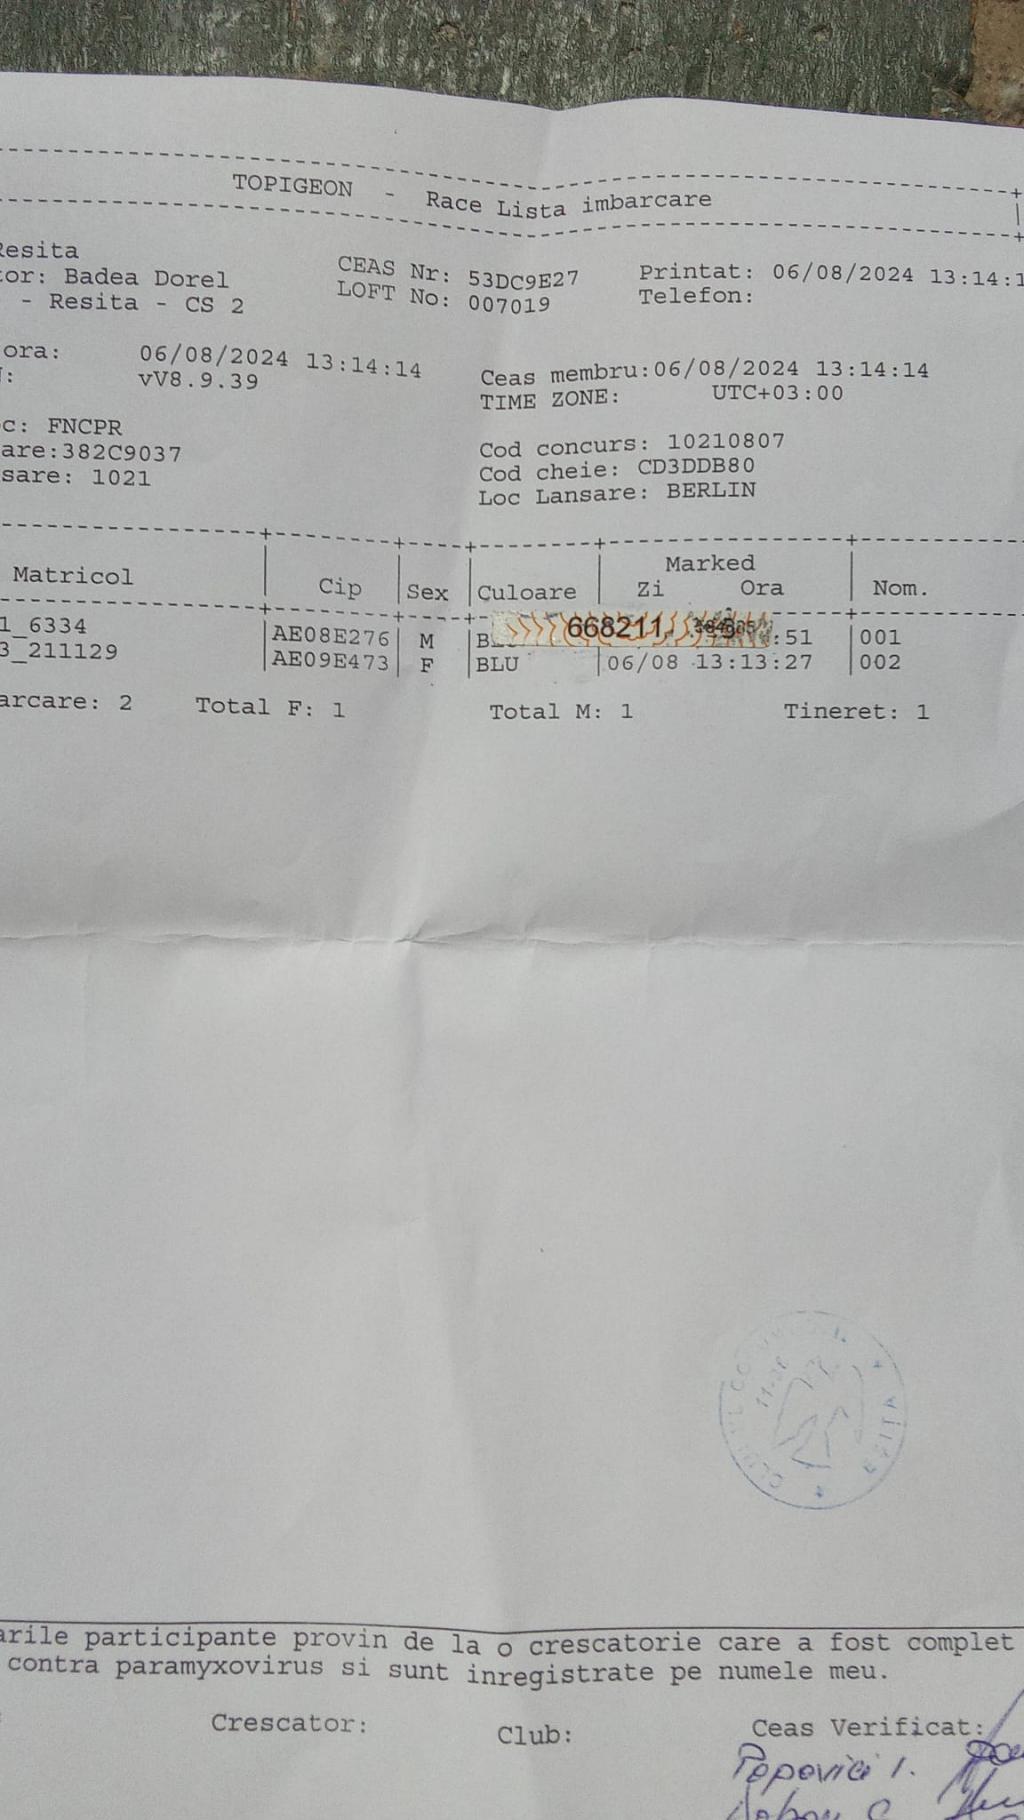 TOPIGEON - Race Lista imbarcare
Resita
tor: Badea Dorel CEAS Nr: 53DC9E27 Printat: 06/08/2024 13:14:1
- Resita - CS 2 LOFT No: 007019 Telefon:
ora: 06/08/2024 13:14:14 Ceas membru:06/08/2024 13:14:14
: vV8.9.39 TIME ZONE: UTC+03:00
c: FNCPR Cod concurs: 10210807
are:382C9037 Cod cheie: CD3DDB80
sare: 1021 Loc Lansare: BERLIN
Marked
Matricol Cip Sex Culoare Zi Ora Nom.
1_6334 AE08E276 M 668211 :51 001
3_211129 AE09E473 F BLU 06/08 13:13:27 002
arcare: 2 Total F: 1 Total M: 1 Tineret: 1
arile participante provin de la o crescatorie care a fost complet
contra paramyxovirus si sunt inregistrate pe numele meu.
Crescator: Club: Ceas Verificat:
Popovici I.